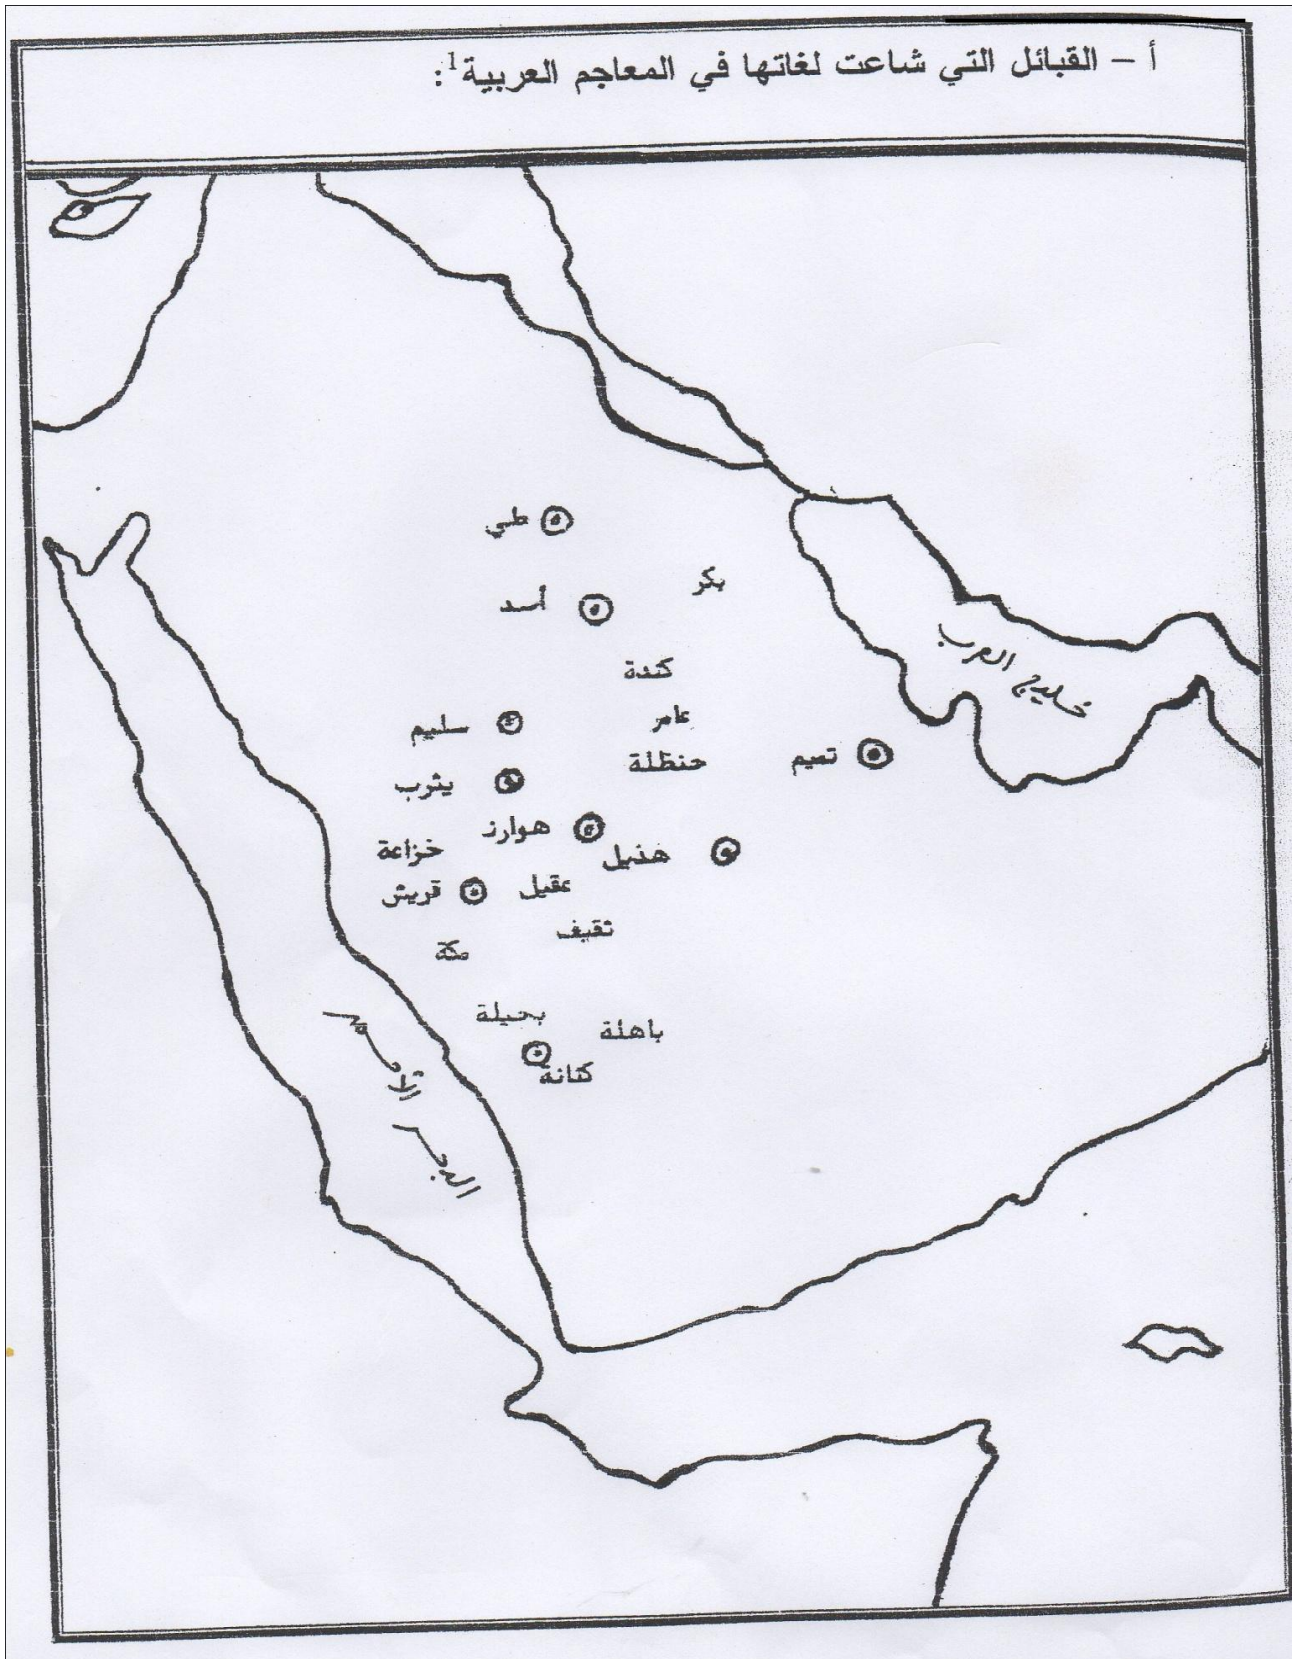 أ – القبائل التي شاعت لغاتها في المعاجم العربية1:
طي
بكر
أسد
خليج العرب
كندة
عامر
سليم
حنظلة
تميم
يثرب
هوازن
خزاعة
هذيل
قريش
عقيل
ثقيف
مكة
بجيلة
باهلة
كنانة
البحر الأحمر